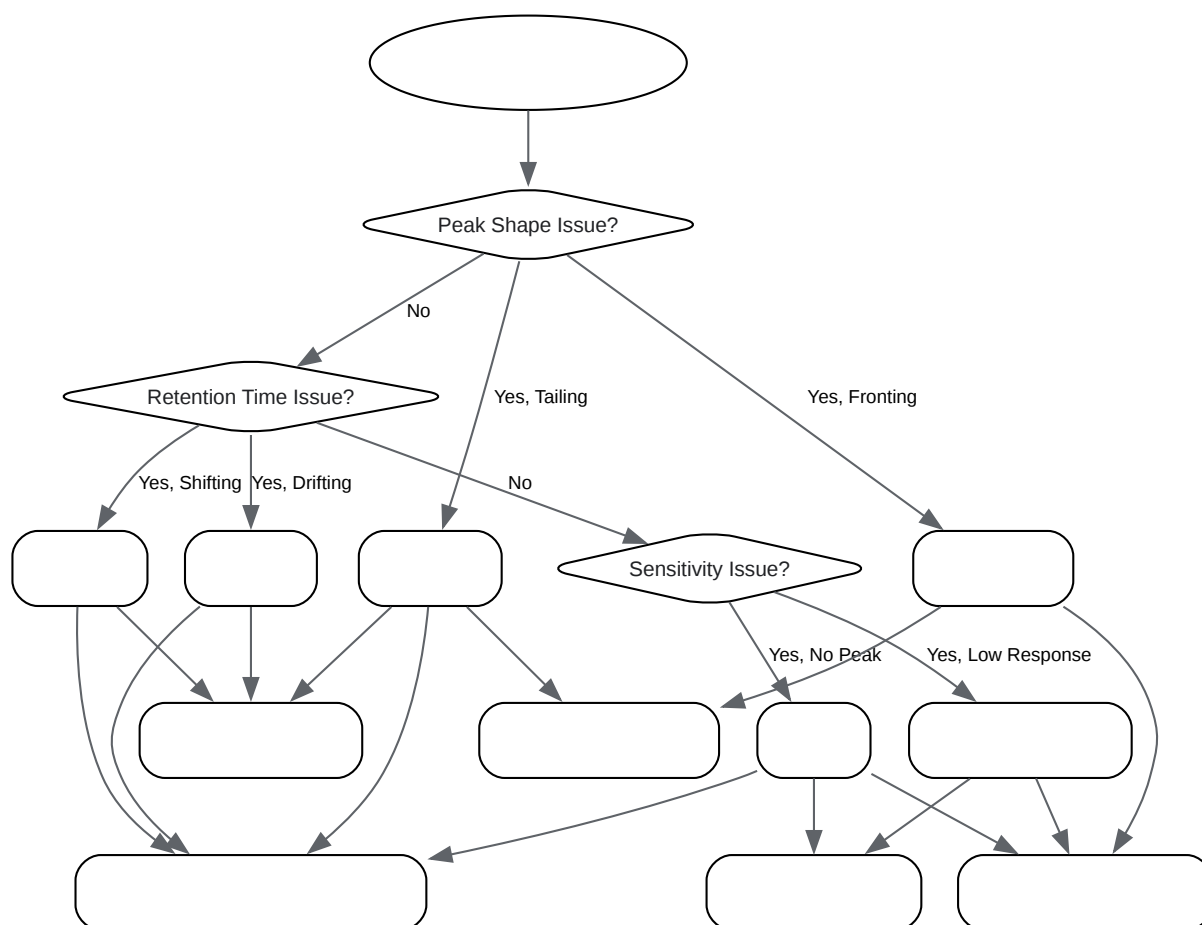 Peak Shape Issue?
No
Retention Time Issue?
Yes, Tailing
Yes, Fronting
Yes, Shifting
Yes, Drifting
No
Sensitivity Issue?
Yes, No Peak
Yes, Low Response